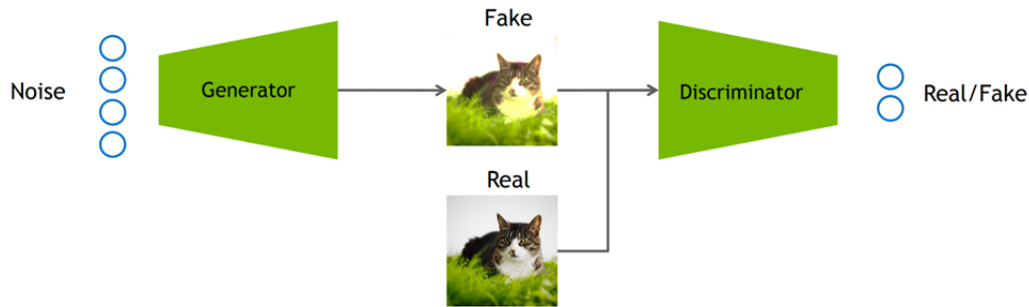 Fake
Noise
Generator
Discriminator
Real/Fake
Real